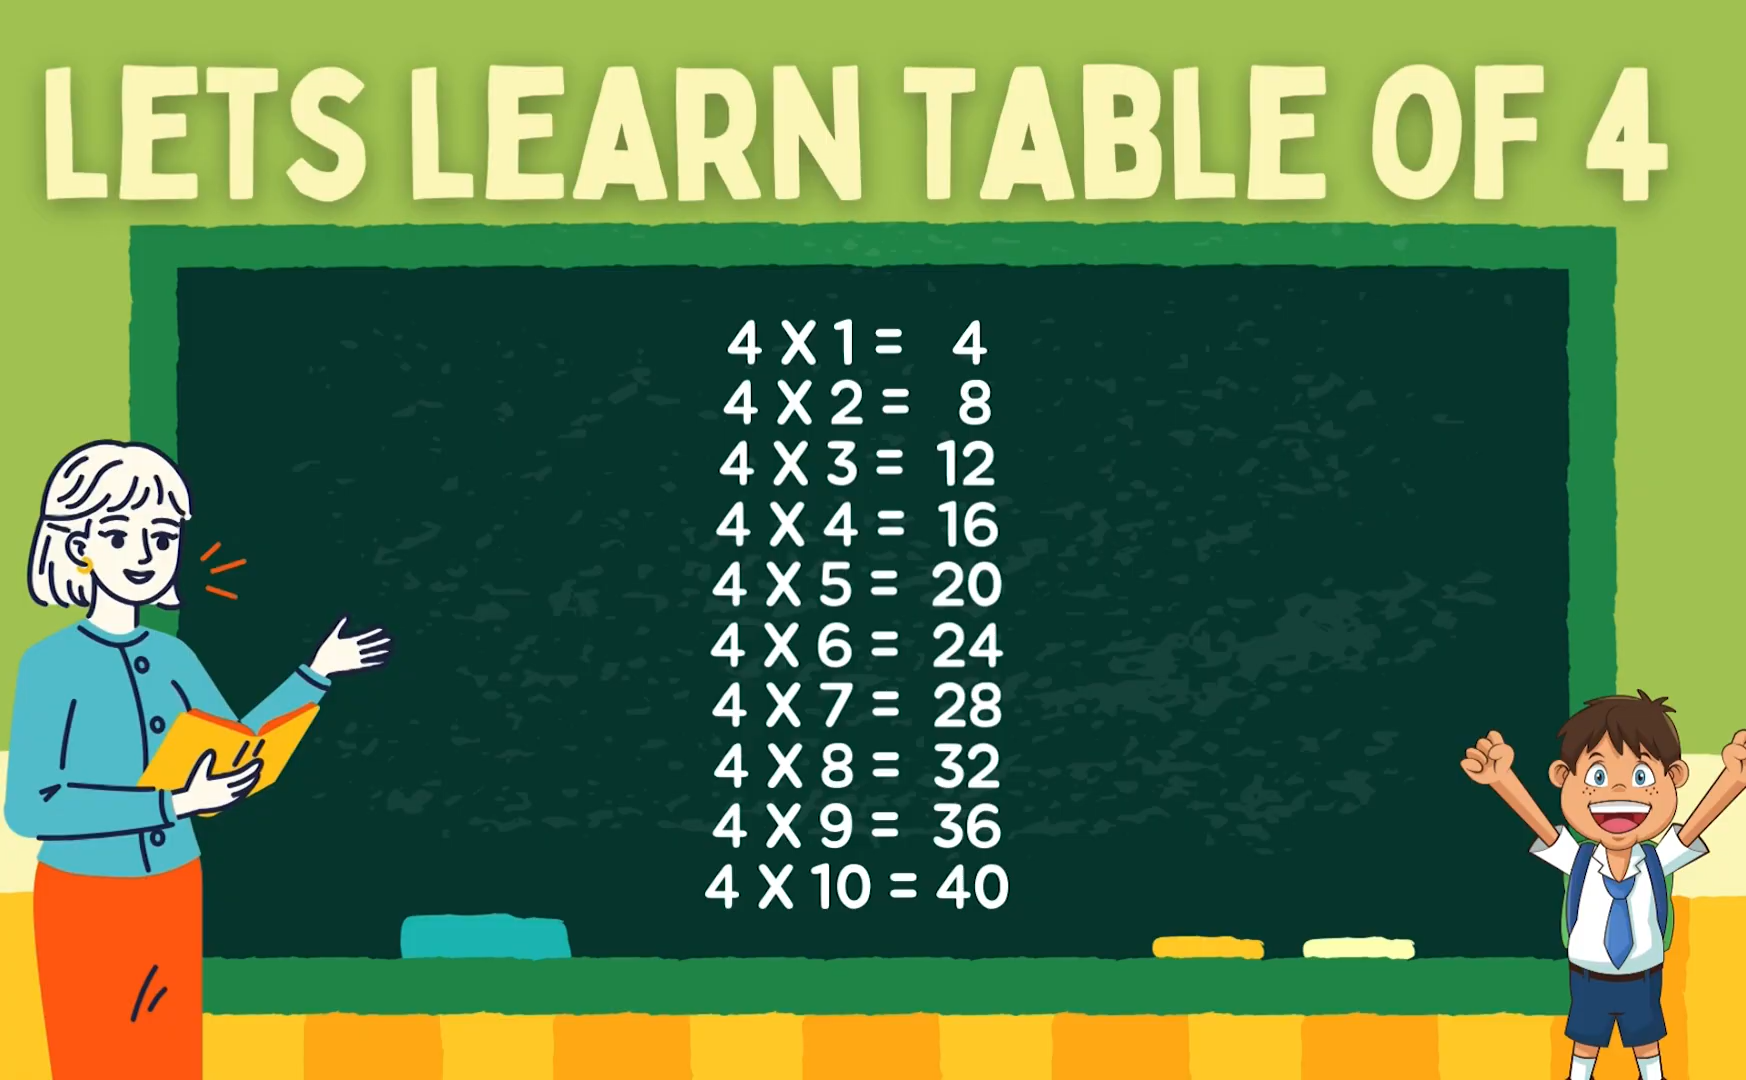 LETS LEARN TABLE OF 4
4 X 1 = 4
4 X 2 = 8
4 X 3 = 12
4 X 4 = 16
4 X 5 = 20
4 X 6 = 24
4 X 7 = 28
4 X 8 = 32
4 X 9 = 36
4 X 10 = 40